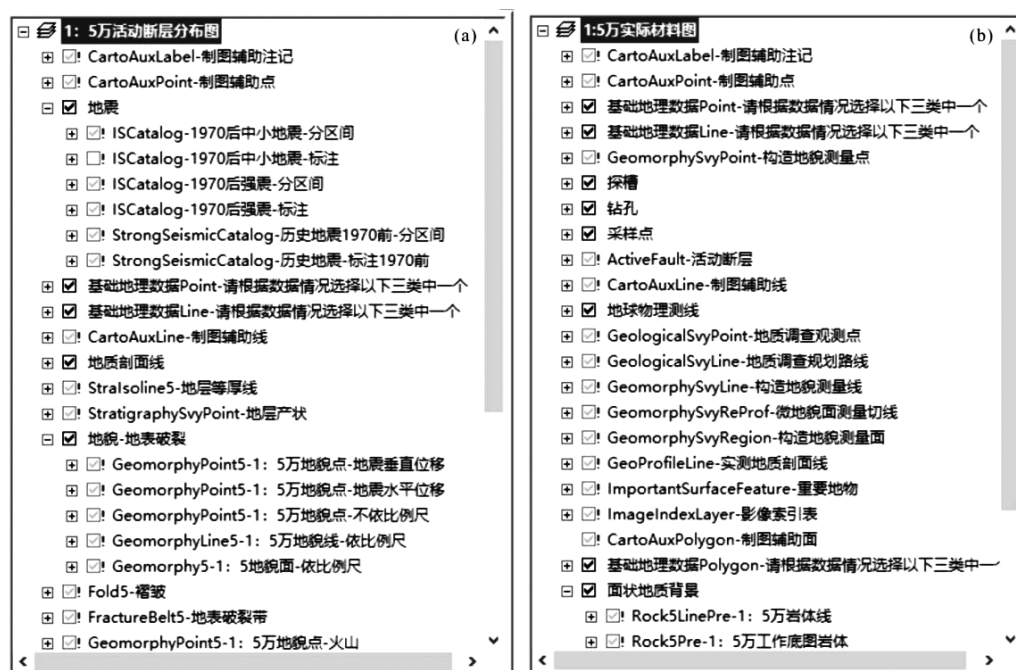 1：5万活动断层分布图
(a)
CartoAuxLabel-制图辅助注记
CartoAuxPoint-制图辅助点
地震
ISCatalog-1970后中小地震-分区间
ISCatalog-1970后中小地震-标注
ISCatalog-1970后强震-分区间
ISCatalog-1970后强震-标注
StrongSeismicCatalog-历史地震1970前-分区间
StrongSeismicCatalog-历史地震-标注1970前
基础地理数据Point-请根据数据情况选择以下三类中一个
基础地理数据Line-请根据数据情况选择以下三类中一个
CartoAuxLine-制图辅助线
地质剖面线
StraIsoline5-地层等厚线
StratigraphySvyPoint-地层产状
地貌-地表破裂
GeomorphyPoint5-1：5万地貌点-地震垂直位移
GeomorphyPoint5-1：5万地貌点-地震水平位移
GeomorphyPoint5-1：5万地貌点-不依比例尺
GeomorphyLine5-1：5万地貌线-依比例尺
Geomorphy5-1：5地貌面-依比例尺
Fold5-褶皱
FractureBelt5-地表破裂带
GeomorphyPoint5-1：5万地貌点-火山
1:5万实际材料图
(b)
CartoAuxLabel-制图辅助注记
CartoAuxPoint-制图辅助点
基础地理数据Point-请根据数据情况选择以下三类中一个
基础地理数据Line-请根据数据情况选择以下三类中一个
GeomorphySvyPoint-构造地貌测量点
探槽
钻孔
采样点
ActiveFault-活动断层
CartoAuxLine-制图辅助线
地球物理测线
GeologicalSvyPoint-地质调查观测点
GeologicalSvyLine-地质调查规划路线
GeomorphySvyLine-构造地貌测量线
GeomorphySvyReProf-微地貌面测量切线
GeomorphySvyRegion-构造地貌测量面
GeoProfileLine-实测地质剖面线
ImportantSurfaceFeature-重要地物
ImageIndexLayer-影像索引表
CartoAuxPolygon-制图辅助面
基础地理数据Polygon-请根据数据情况选择以下三类中一
面状地质背景
Rock5LinePre-1：5万岩体线
Rock5Pre-1：5万工作底图岩体